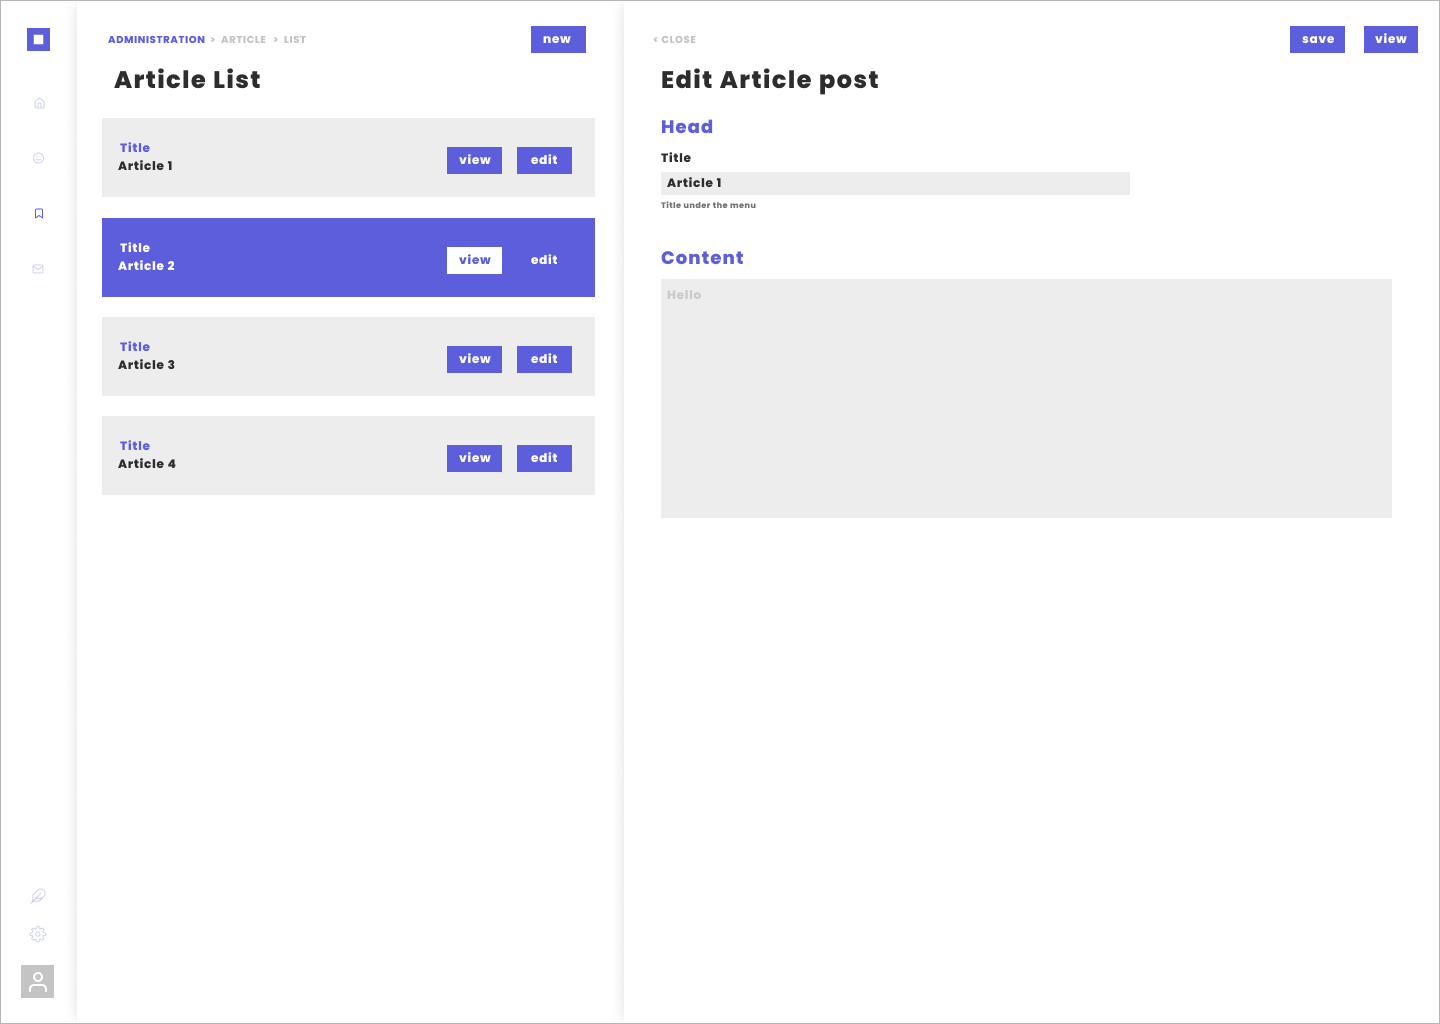 ADMINISTRATION > ARTICLE > LIST
new
Article List
Title
Article 1
view
edit
Title
Article 2
view
edit
Title
Article 3
view
edit
Title
Article 4
view
edit
‹ CLOSE
save
view
Edit Article post
Head
Title
Article 1
Title under the menu
Content
Hello